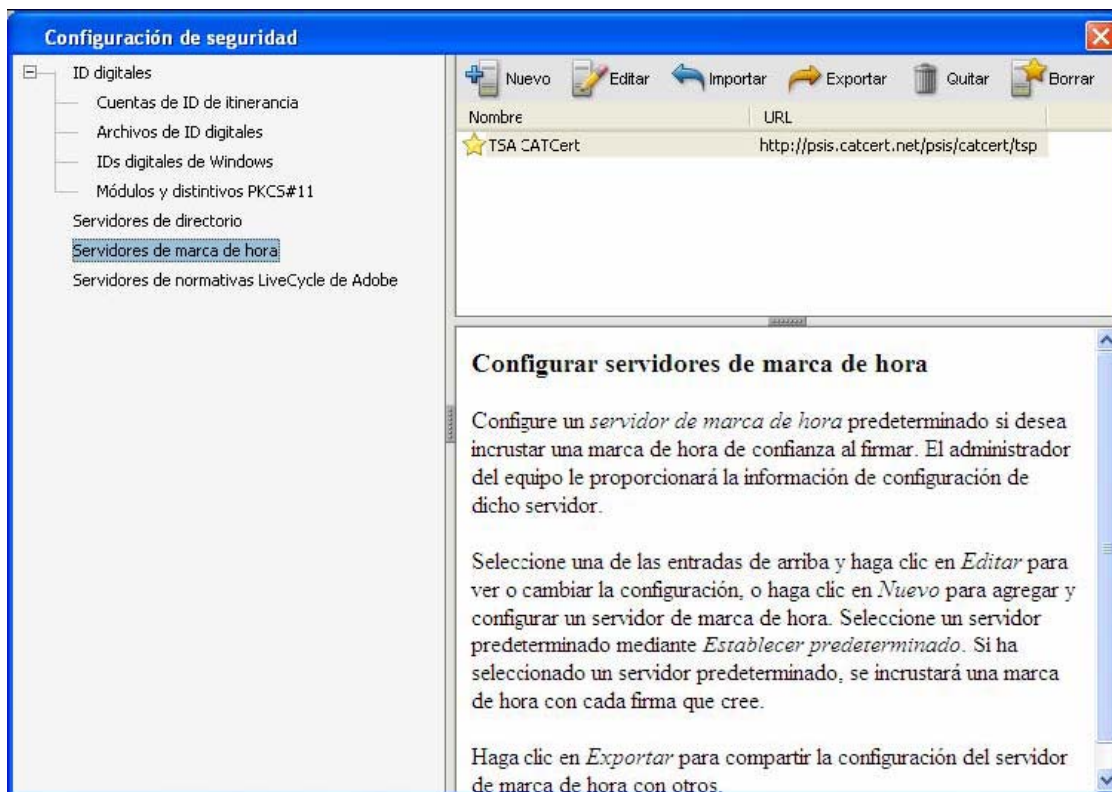 Configuración de seguridad
ID digitales
Cuentas de ID de itinerancia
Archivos de ID digitales
IDs digitales de Windows
Módulos y distintivos PKCS#11
Servidores de directorio
Servidores de marca de hora
Servidores de normativas LiveCycle de Adobe
Nuevo Editar Importar Exportar Quitar Borrar
Nombre URL
TSA CATCert http://psis.catcert.net/psis/catcert/tsp
Configurar servidores de marca de hora
Configure un servidor de marca de hora predeterminado si desea
incrustar una marca de hora de confianza al firmar. El administrador
del equipo le proporcionará la información de configuración de
dicho servidor.
Seleccione una de las entradas de arriba y haga clic en Editar para
ver o cambiar la configuración, o haga clic en Nuevo para agregar y
configurar un servidor de marca de hora. Seleccione un servidor
predeterminado mediante Establecer predeterminado. Si ha
seleccionado un servidor predeterminado, se incrustará una marca
de hora con cada firma que cree.
Haga clic en Exportar para compartir la configuración del servidor
de marca de hora con otros.